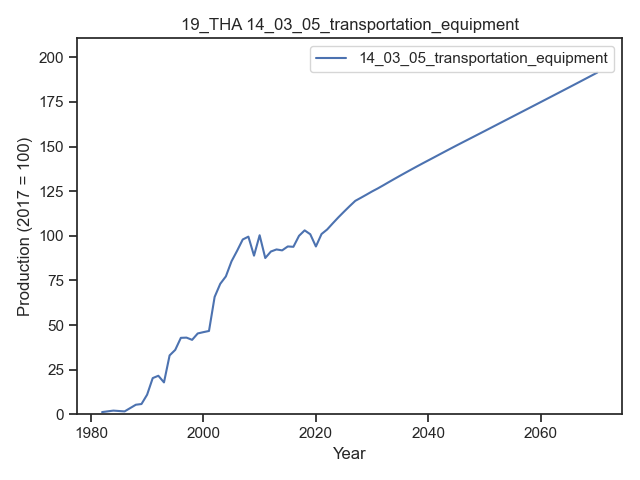 19_THA 14_03_05_transportation_equipment
14_03_05_transportation_equipment
200
175
150
125
100
75
50
25
0
Production (2017 = 100)
1980 2000 2020 2040 2060
Year